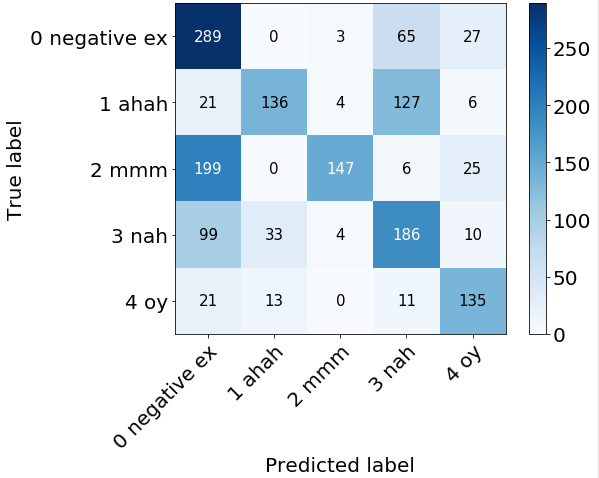 0 negative ex 289 0 3 65 27
1 ahah 21 136 4 127 6
2 mmm 199 0 147 6 25
3 nah 99 33 4 186 10
4 oy 21 13 0 11 135
True label
0 negative ex 1 ahah 2 mmm 3 nah 4 oy
Predicted label
250
200
150
100
50
0